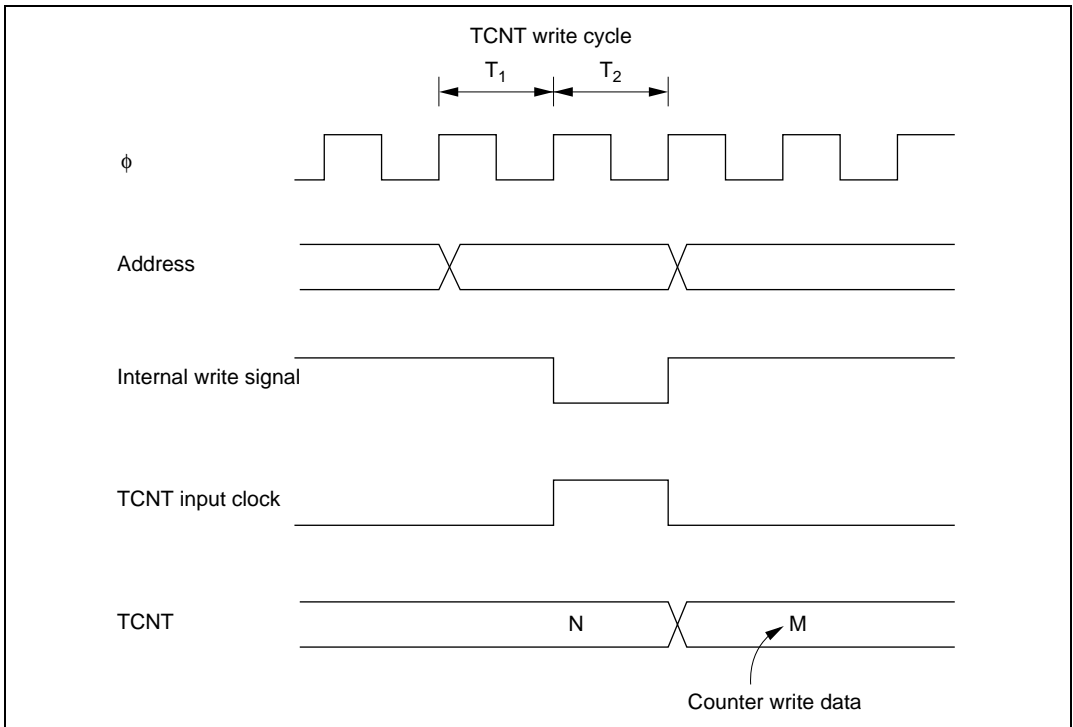 TCNT write cycle
T1 T2
ϕ
Address
Internal write signal
TCNT input clock
TCNT N M
Counter write data